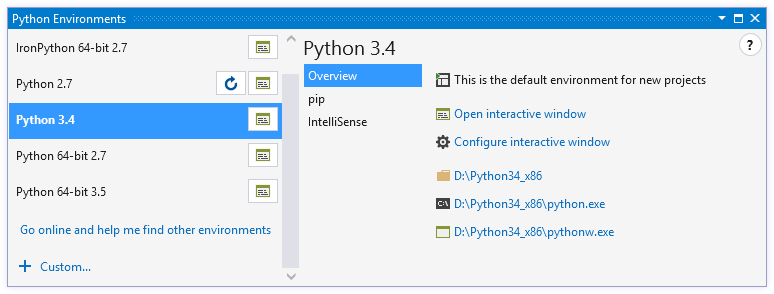 Python Environments
IronPython 64-bit 2.7
Python 2.7
Python 3.4
Python 64-bit 2.7
Python 64-bit 3.5
Go online and help me find other environments
Custom...
Python 3.4
?
Overview
pip
IntelliSense
This is the default environment for new projects
Open interactive window
Configure interactive window
D:\Python34_x86
C:\
D:\Python34_x86\python.exe
D:\Python34_x86\pythonw.exe